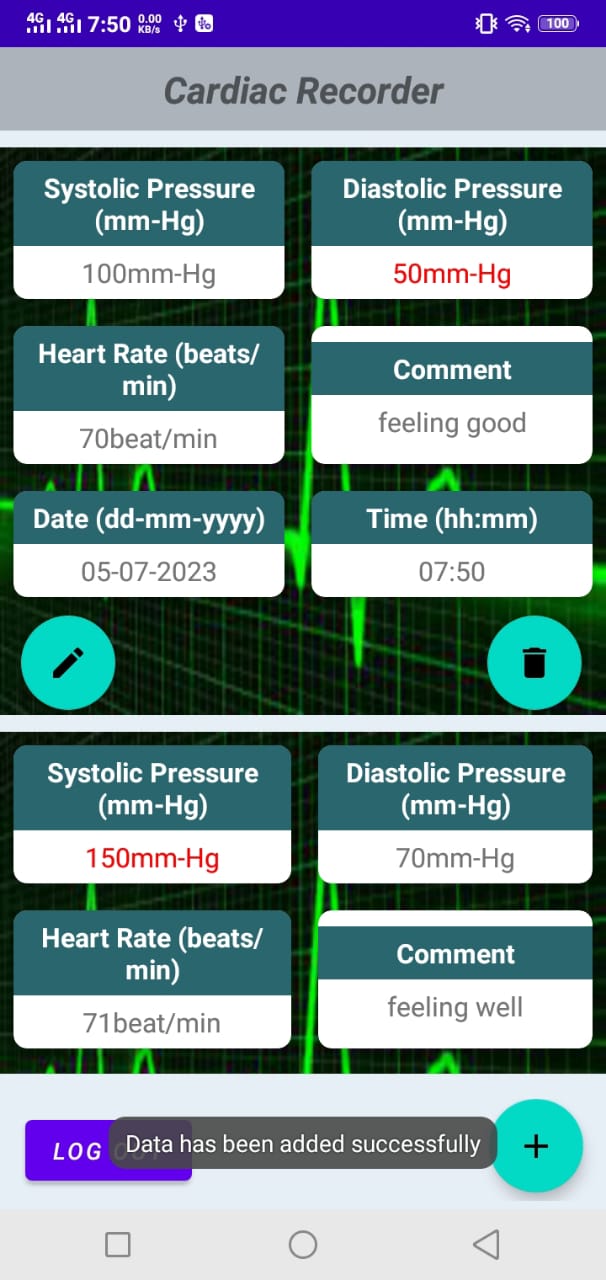 4G 4G 7:50 0.00 KB/s 100
Cardiac Recorder
Systolic Pressure
(mm-Hg)
100mm-Hg
Diastolic Pressure
(mm-Hg)
50mm-Hg
Heart Rate (beats/
min)
70beat/min
Comment
feeling good
Date (dd-mm-yyyy)
05-07-2023
Time (hh:mm)
07:50
Systolic Pressure
(mm-Hg)
150mm-Hg
Diastolic Pressure
(mm-Hg)
70mm-Hg
Heart Rate (beats/
min)
71beat/min
Comment
feeling well
LOG OUT
Data has been added successfully
+